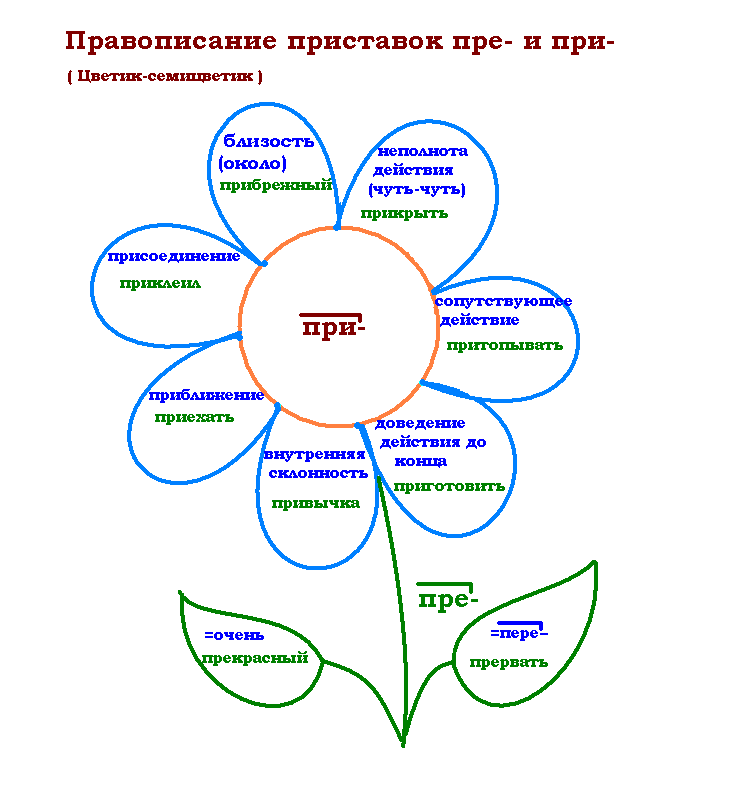 Правописание приставок пре- и при-
( Цветик-семицветик )
близость
(около)
прибрежный
неполнота
действия
(чуть-чуть)
прикрыть
присоединение
приклеил
сопутствующее
действие
притопывать
при-
приближение
приехать
доведение
действия до
конца
приготовить
внутренняя
склонность
привычка
пре-
=очень
прекрасный
=пере-
прервать